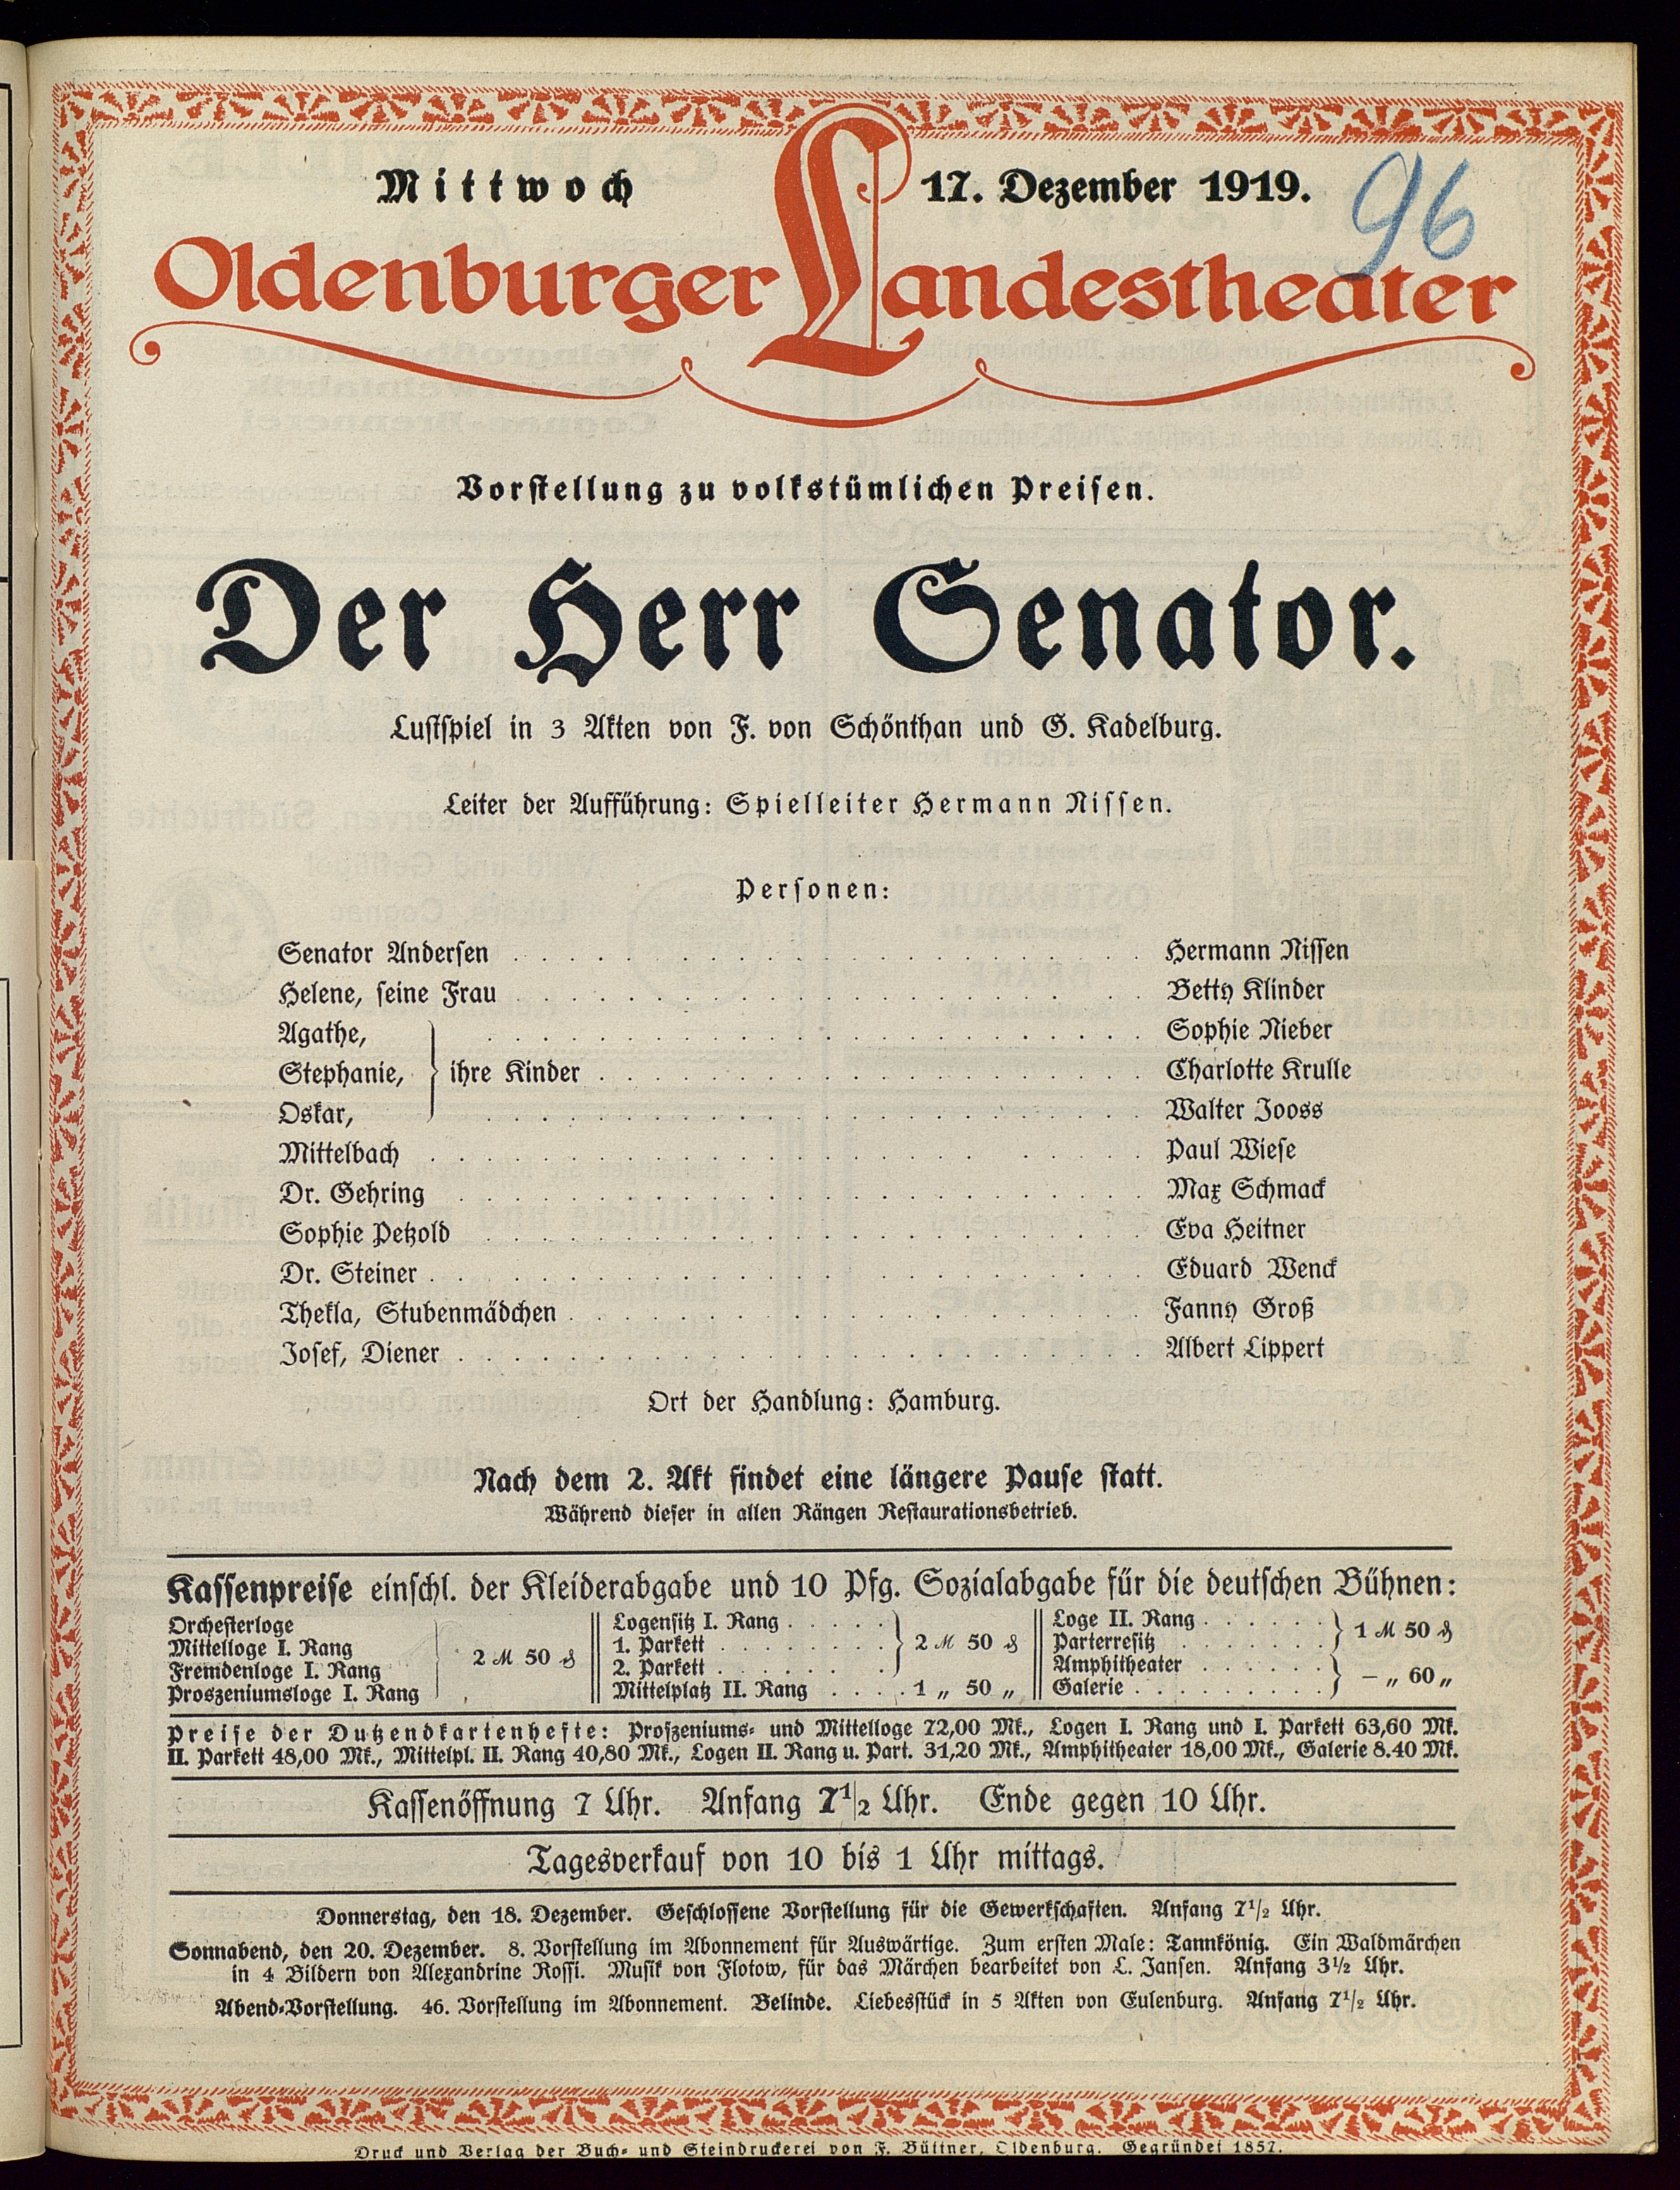 Mittwoch 17. Dezember 1919. 96
Oldenburger Landestheater
Vorstellung zu volkstümlichen Preisen.
Der Herr Senator.
Lustspiel in 3 Akten von F. von Schönthan und G. Kadelburg.
Leiter der Aufführung: Spielleiter Hermann Nissen.
Personen:
Senator Andersen . . . . . Hermann Nissen
Helene, seine Frau . . . . . Betty Klinder
Agathe, . . . . . Sophie Nieber
Stephanie, } ihre Kinder . . . . . Charlotte Krulle
Oskar, . . . . . Walter Jooss
Mittelbach . . . . . Paul Wiese
Dr. Gehring . . . . . Max Schmack
Sophie Petzold . . . . . Eva Heitner
Dr. Steiner . . . . . Eduard Wenck
Thekla, Stubenmädchen . . . . . Fanny Groß
Josef, Diener . . . . . Albert Lippert
Ort der Handlung: Hamburg.
Nach dem 2. Akt findet eine längere Pause statt.
Während dieser in allen Rängen Restaurationsbetrieb.
Kassenpreise einschl. der Kleiderabgabe und 10 Pfg. Sozialabgabe für die deutschen Bühnen:
Orchesterloge
Mittelloge I. Rang
Fremdenloge I. Rang
Proszeniumsloge I. Rang
} 2 ℳ 50 ₰
Logensitz I. Rang . . . . .
1. Parkett . . . . .
2. Parkett . . . . .
} 2 ℳ 50 ₰
Mittelplatz II. Rang . . . . 1 „ 50 „
Loge II. Rang . . . . .
Parterresitz . . . . .
} 1 ℳ 50 ₰
Amphitheater . . . . .
Galerie . . . . .
} — „ 60 „
Preise der Dutzendkartenhefte: Proszeniums- und Mittelloge 72,00 Mk., Logen I. Rang und I. Parkett 63,60 Mk.
II. Parkett 48,00 Mk., Mittelpl. II. Rang 40,80 Mk., Logen II. Rang u. Part. 31,20 Mk., Amphitheater 18,00 Mk., Galerie 8.40 Mk.
Kassenöffnung 7 Uhr. Anfang 7 1/2 Uhr. Ende gegen 10 Uhr.
Tagesverkauf von 10 bis 1 Uhr mittags.
Donnerstag, den 18. Dezember. Geschlossene Vorstellung für die Gewerkschaften. Anfang 7 1/2 Uhr.
Sonnabend, den 20. Dezember. 8. Vorstellung im Abonnement für Auswärtige. Zum ersten Male: Tannkönig. Ein Waldmärchen
in 4 Bildern von Alexandrine Rossi. Musik von Flotow, für das Märchen bearbeitet von L. Jansen. Anfang 3 1/2 Uhr.
Abend-Vorstellung. 46. Vorstellung im Abonnement. Belinde. Liebesstück in 5 Akten von Eulenburg. Anfang 7 1/2 Uhr.
Druck und Verlag der Buch- und Steindruckerei von F. Büttner, Oldenburg. Gegründet 1857.